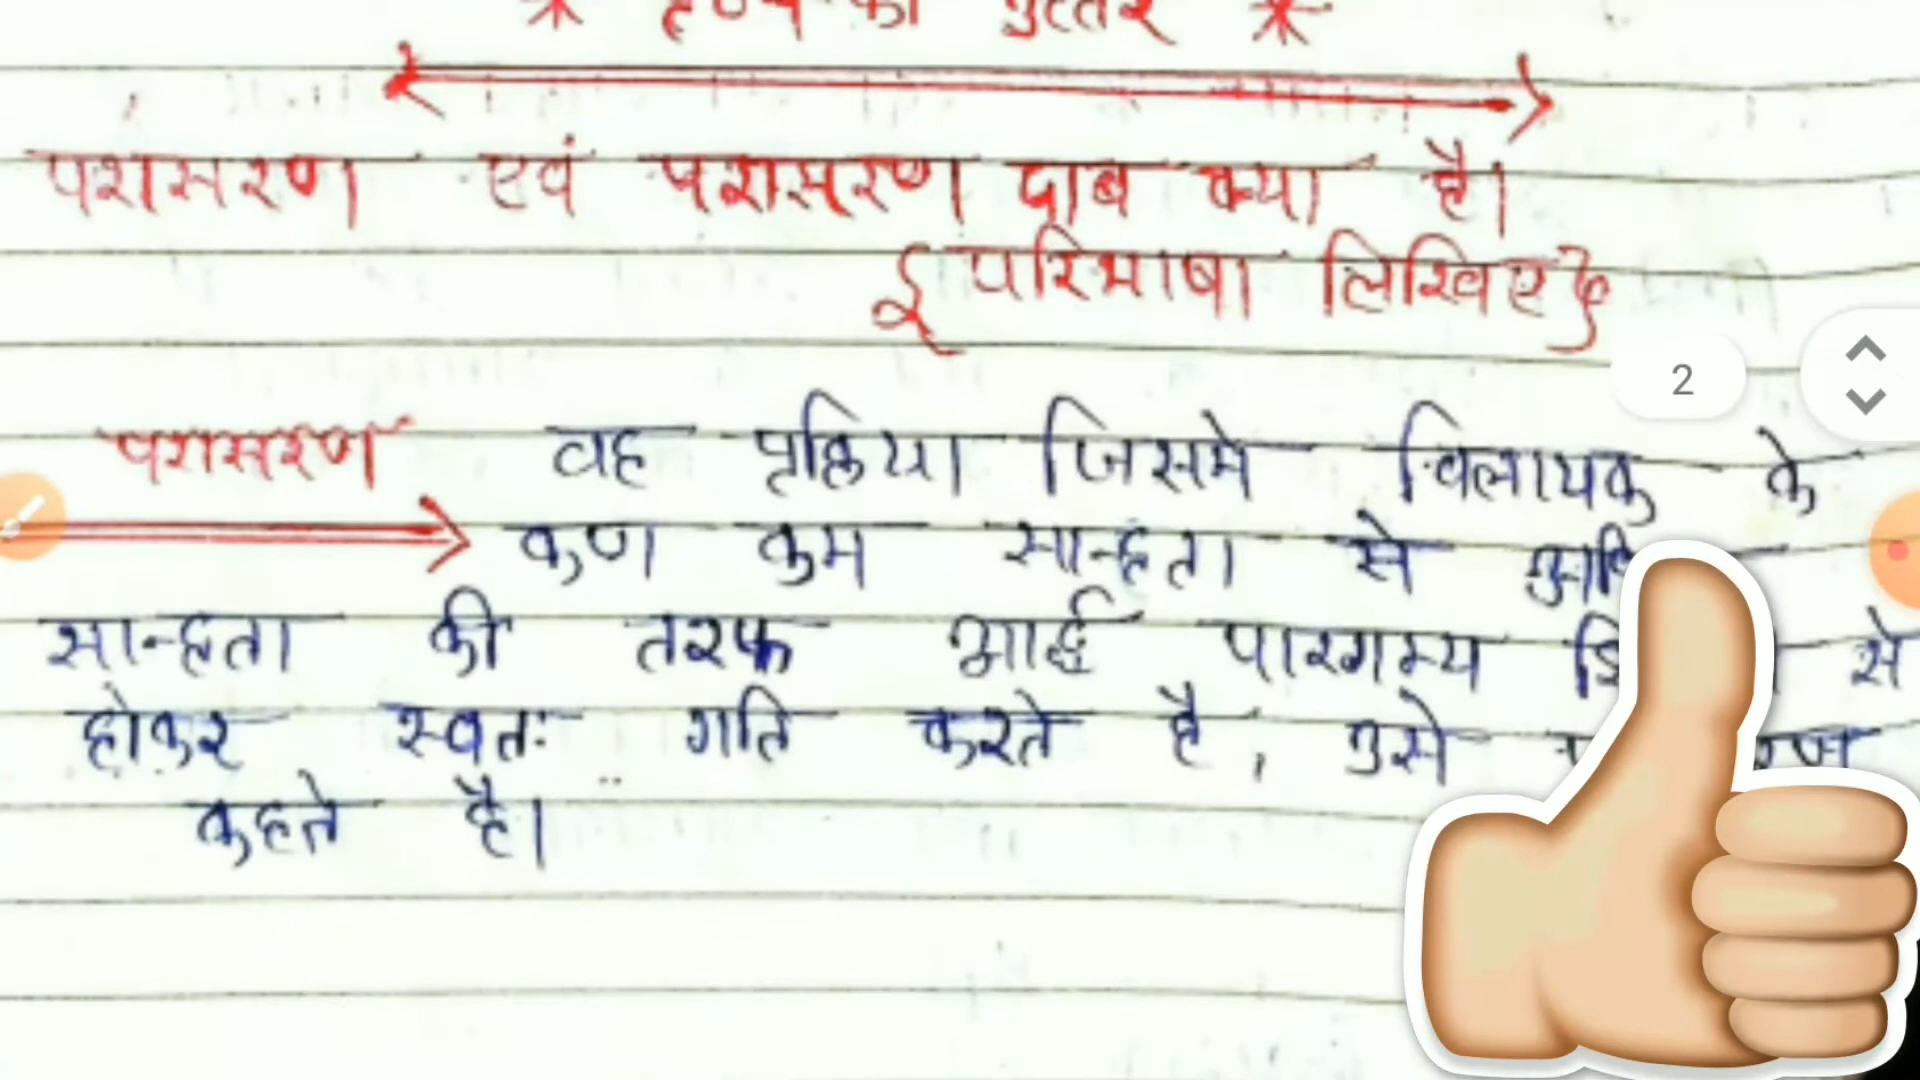 परासरण एवं परासरण दाब क्या है।
{परिभाषा लिखिए}
2
परासरण वह प्रक्रिया जिसमे विलायक के
कण कम सान्द्रता से
सान्द्रता की तरफ अर्द्ध पारगम्य से
होकर स्वतः गति करते है, उसे
कहते है।